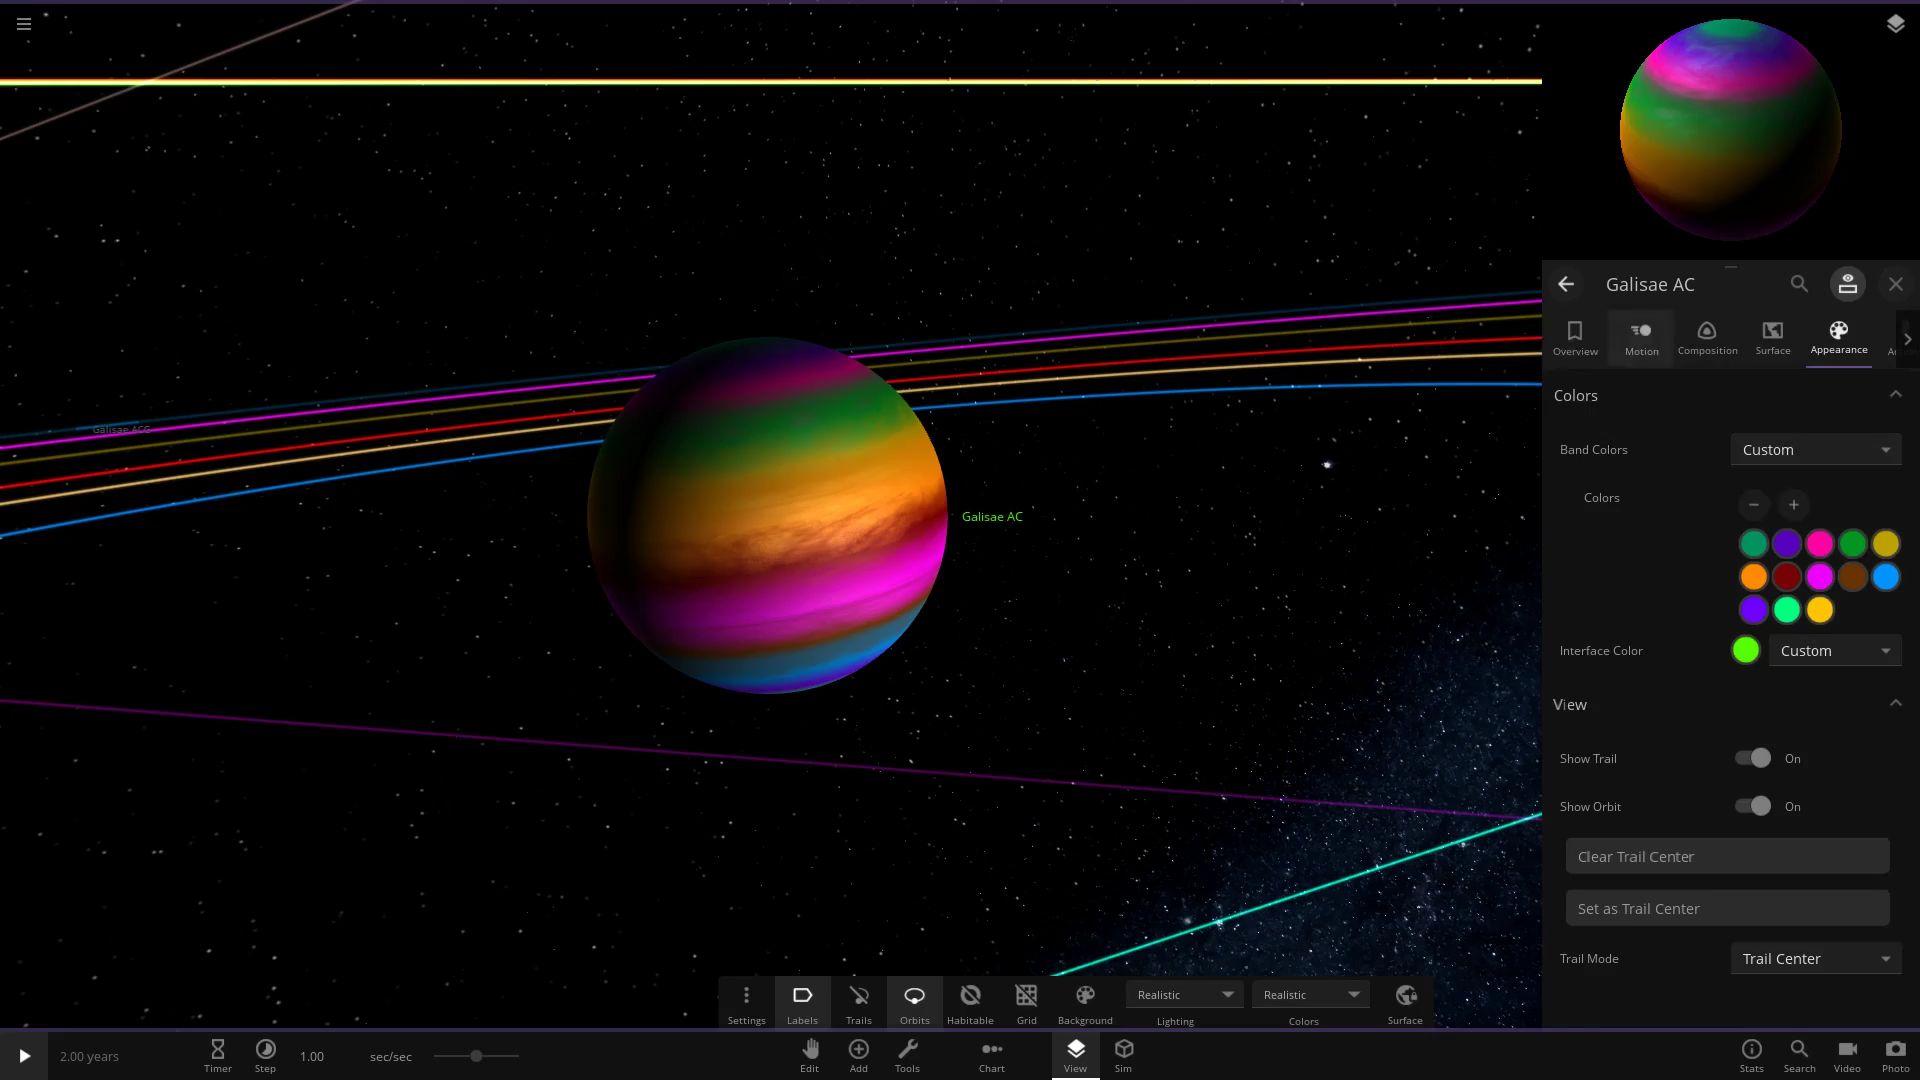 Galisae ACC
Galisae AC
Galisae AC
Overview
Motion
Composition
Surface
Appearance
Colors
Band Colors
Custom
Colors
Interface Color
Custom
View
Show Trail
On
Show Orbit
On
Clear Trail Center
Set as Trail Center
Trail Mode
Trail Center
Settings
Labels
Trails
Orbits
Habitable
Grid
Background
Realistic
Lighting
Realistic
Colors
Surface
2.00 years
Timer
Step
1.00
sec/sec
Edit
Add
Tools
Chart
View
Sim
Stats
Search
Video
Photo